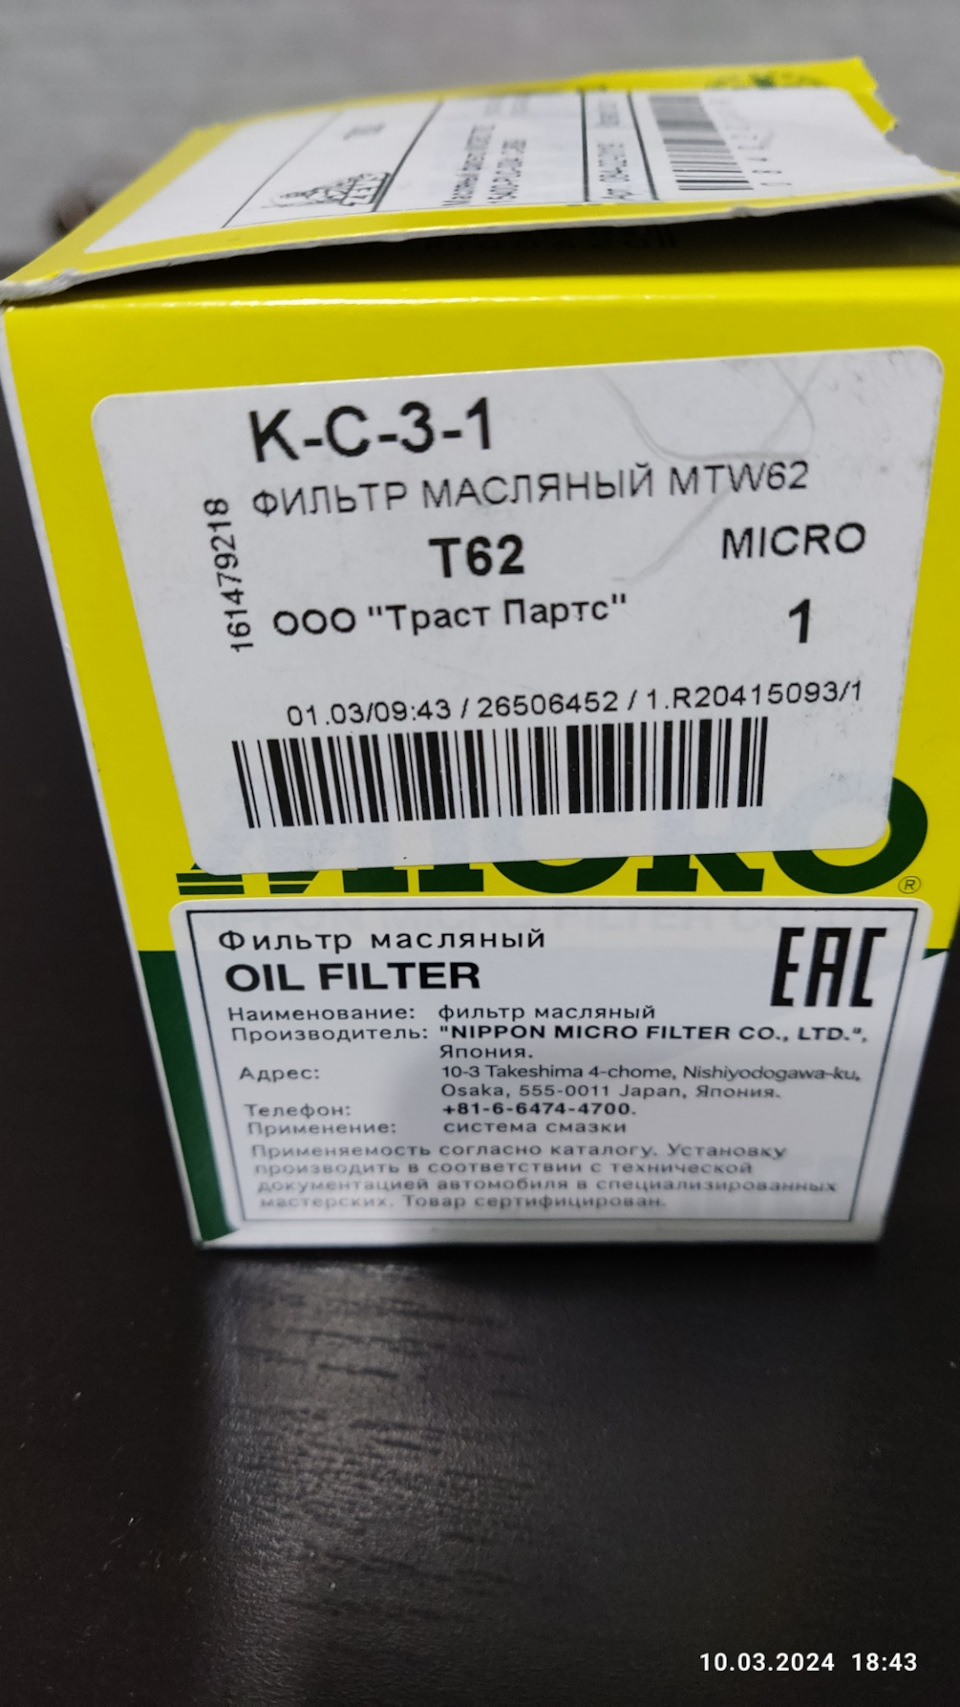 K-C-3-1
ФИЛЬТР МАСЛЯНЫЙ MTW62
T62
MICRO
161479218
ООО "Траст Партс"
1
01.03/09:43 / 26506452 / 1.R20415093/1
MICRO
®
Фильтр масляный
EAC
OIL FILTER
Наименование: фильтр масляный
Производитель: "NIPPON MICRO FILTER CO., LTD.",
Япония.
Адрес: 10-3 Takeshima 4-chome, Nishiyodogawa-ku,
Osaka, 555-0011 Japan, Япония.
Телефон: +81-6-6474-4700.
Применение: система смазки
Применяемость согласно каталогу. Установку
производить в соответствии с технической
документацией автомобиля в специализированных
мастерских. Товар сертифицирован.
10.03.2024 18:43